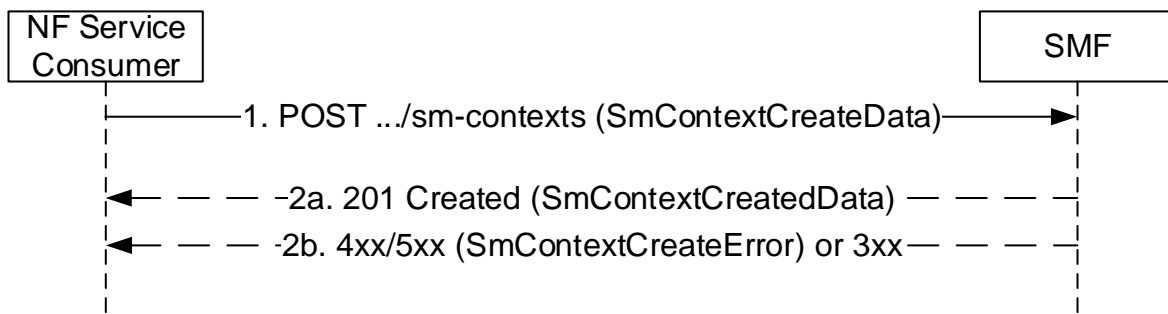 NF Service
Consumer
SMF
1. POST .../sm-contexts (SmContextCreateData)
2a. 201 Created (SmContextCreatedData)
2b. 4xx/5xx (SmContextCreateError) or 3xx